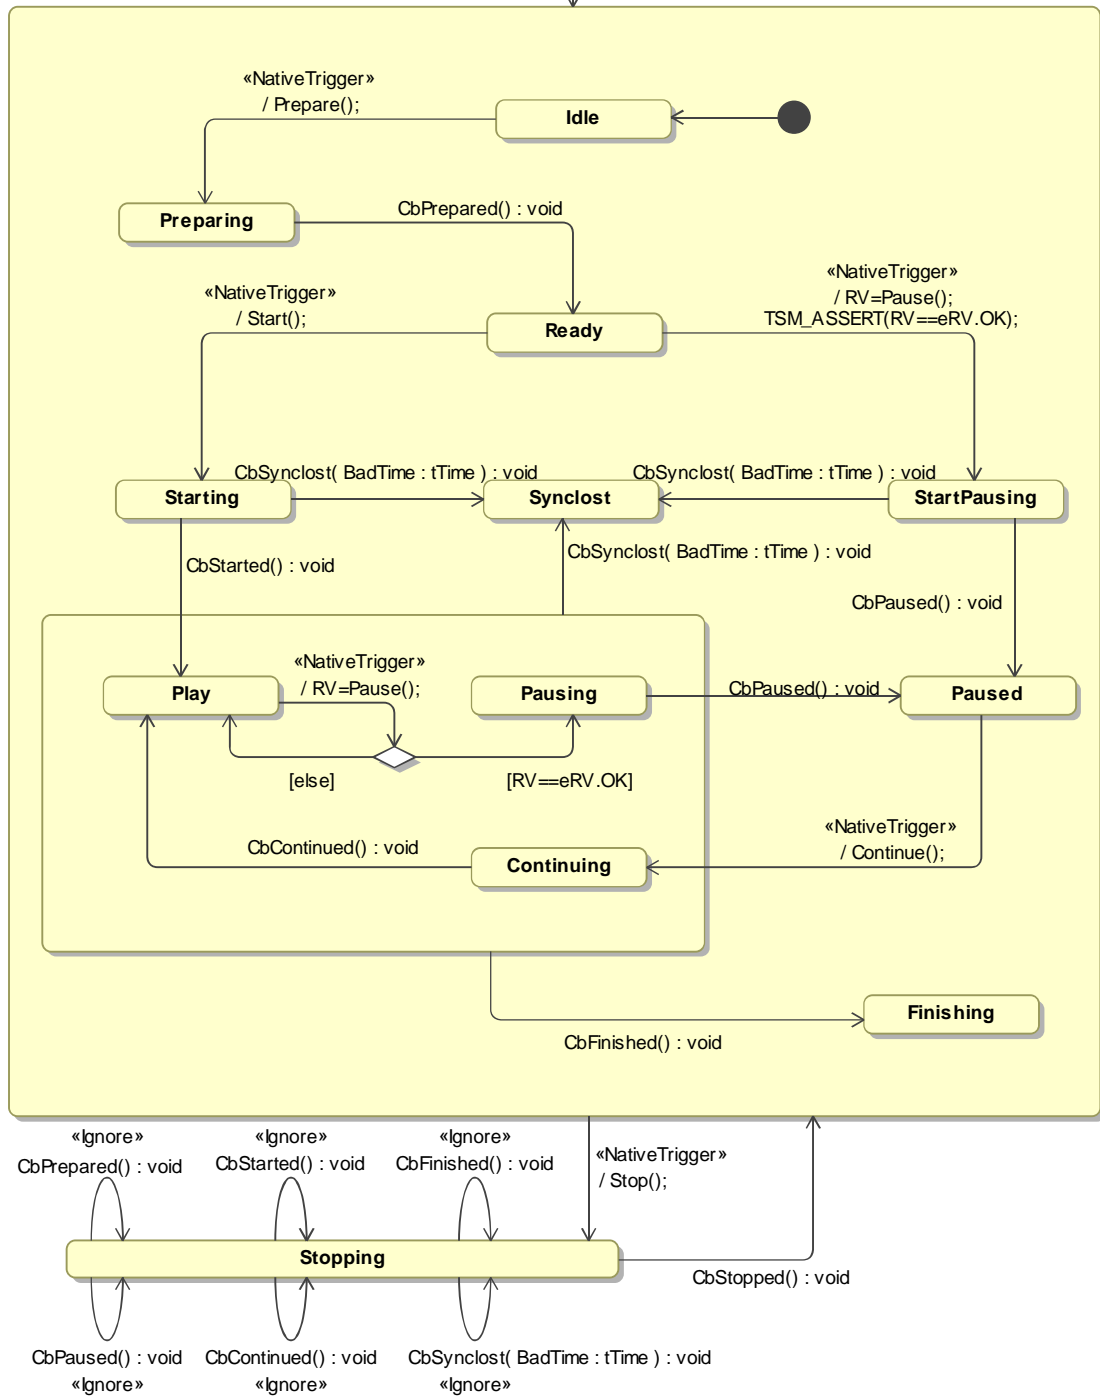 «NativeTrigger»
/ Prepare();
Idle
Preparing
CbPrepared() : void
«NativeTrigger»
/ Start();
Ready
«NativeTrigger»
/ RV=Pause();
TSM_ASSERT(RV==eRV.OK);
Starting
CbSynclost( BadTime : tTime ) : void
Synclost
CbSynclost( BadTime : tTime ) : void
StartPausing
CbStarted() : void
CbSynclost( BadTime : tTime ) : void
CbPaused() : void
Play
«NativeTrigger»
/ RV=Pause();
Pausing
CbPaused() : void
Paused
[else]
[RV==eRV.OK]
CbContinued() : void
Continuing
«NativeTrigger»
/ Continue();
Finishing
CbFinished() : void
«Ignore»
CbPrepared() : void
«Ignore»
CbStarted() : void
«Ignore»
CbFinished() : void
«NativeTrigger»
/ Stop();
Stopping
CbStopped() : void
CbPaused() : void
«Ignore»
CbContinued() : void
«Ignore»
CbSynclost( BadTime : tTime ) : void
«Ignore»